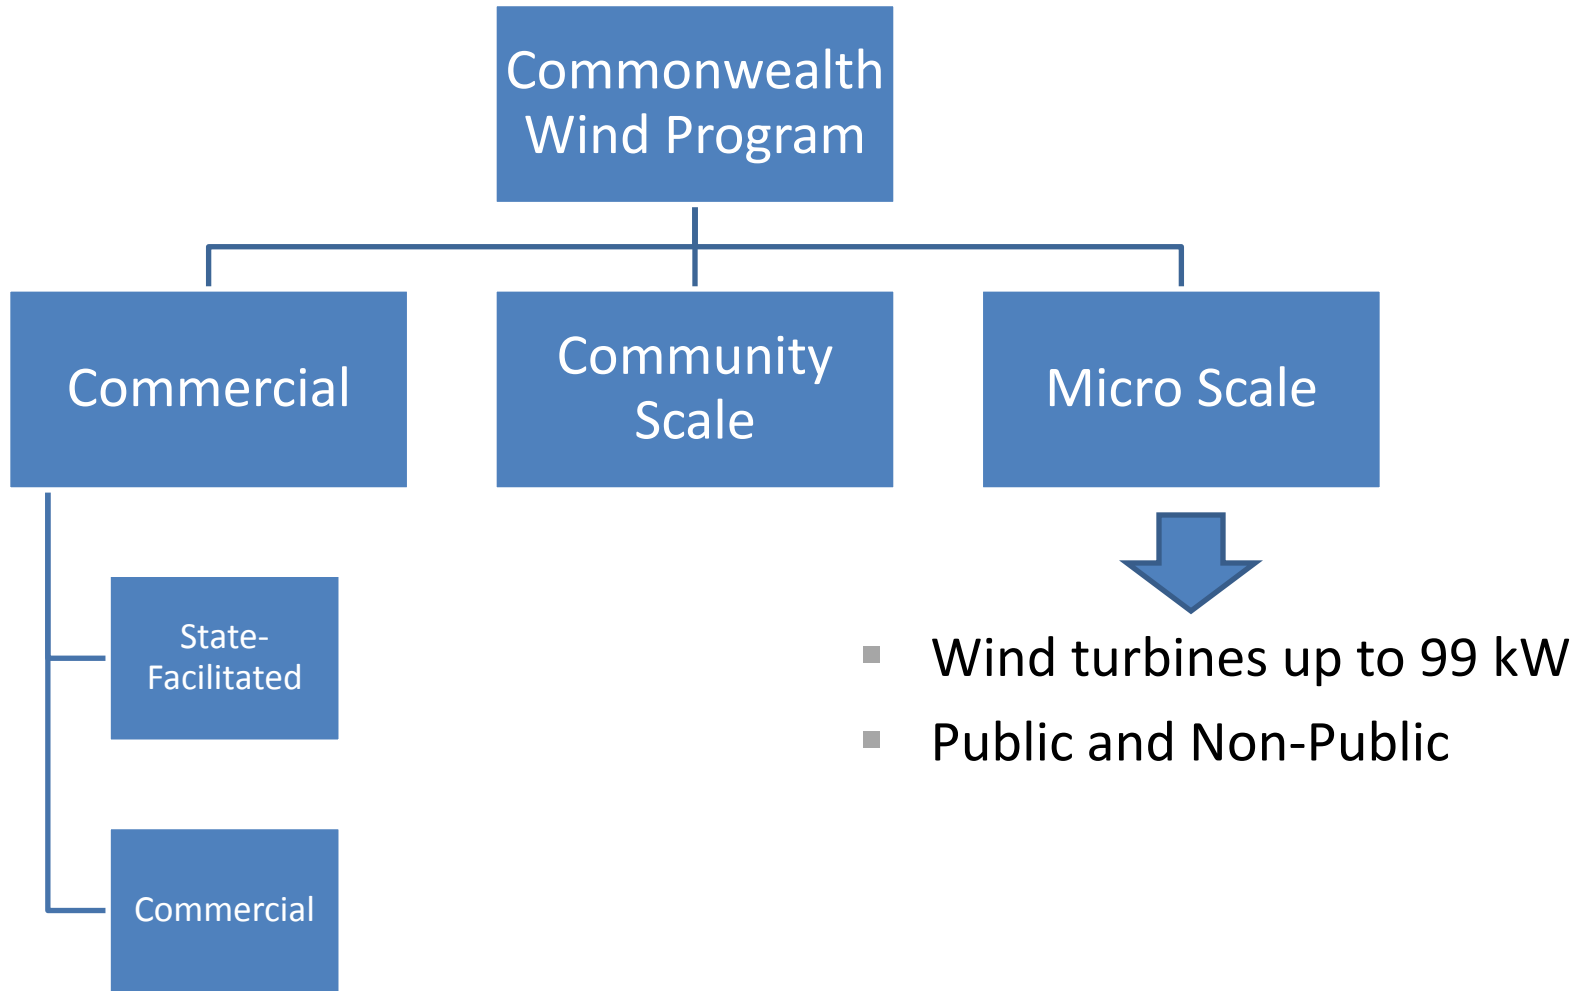 Commonwealth
Wind Program
Commercial
Community
Scale
Micro Scale
State-
Facilitated
Commercial
▪ Wind turbines up to 99 kW
▪ Public and Non-Public